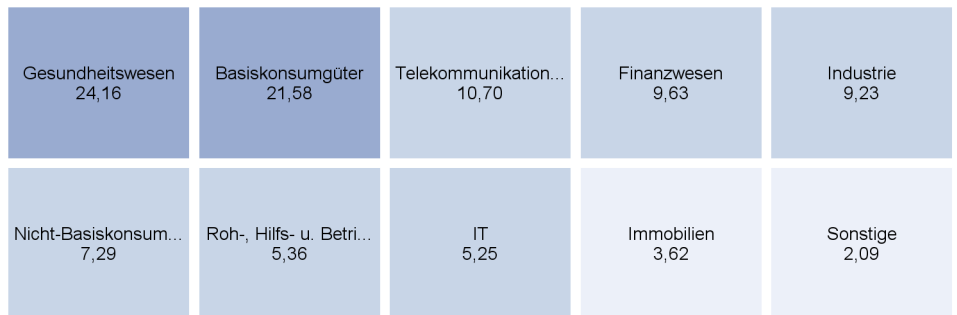 Gesundheitswesen
24,16
Basiskonsumgüter
21,58
Telekommunikation...
10,70
Finanzwesen
9,63
Industrie
9,23
Nicht-Basiskonsum...
7,29
Roh-, Hilfs- u. Betri...
5,36
IT
5,25
Immobilien
3,62
Sonstige
2,09